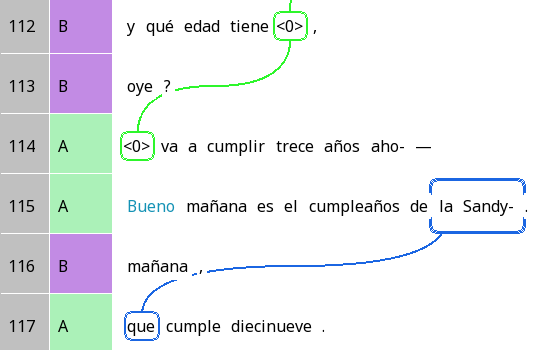 112 B y qué edad tiene <0> ,
113 B oye ?
114 A <0> va a cumplir trece años aho- —
115 A Bueno mañana es el cumpleaños de la Sandy- .
116 B mañana ,
117 A que cumple diecinueve .